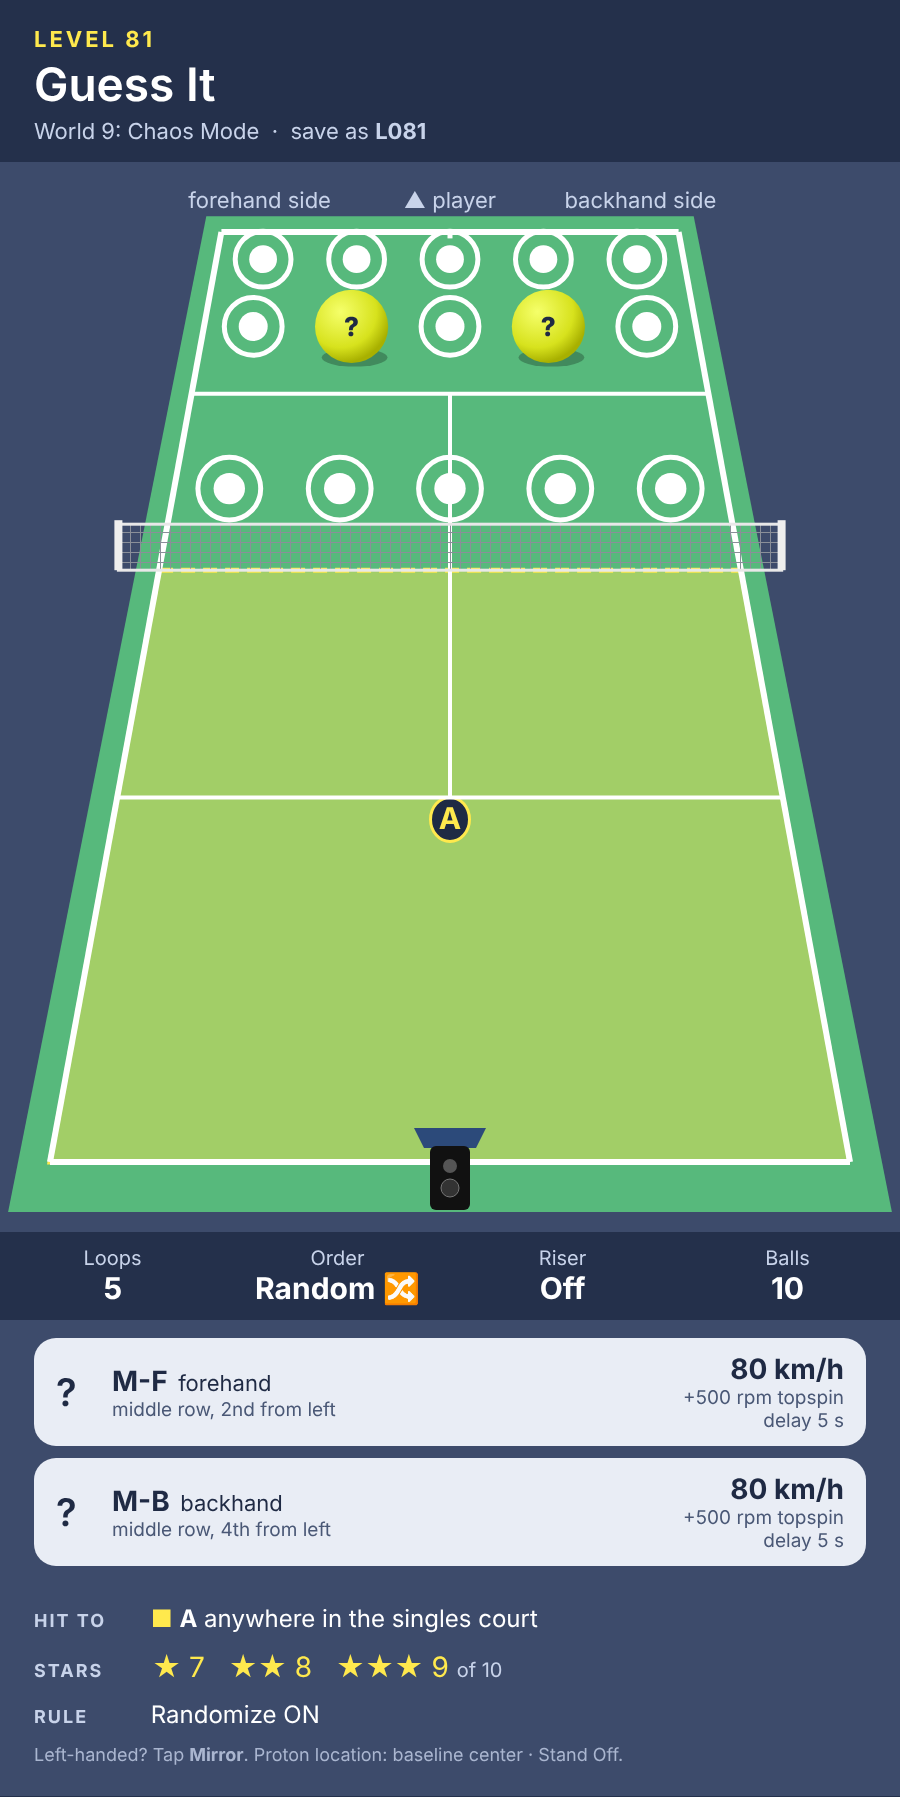 LEVEL 81
Guess It
World 9: Chaos Mode · save as L081
forehand side ▲ player backhand side
? ?
A
Loops Order Riser Balls
5 Random 🔀 Off 10
? M-F forehand
middle row, 2nd from left
80 km/h
+500 rpm topspin
delay 5 s
? M-B backhand
middle row, 4th from left
80 km/h
+500 rpm topspin
delay 5 s
HIT TO A anywhere in the singles court
STARS ★ 7 ★★ 8 ★★★ 9 of 10
RULE Randomize ON
Left-handed? Tap Mirror. Proton location: baseline center · Stand Off.